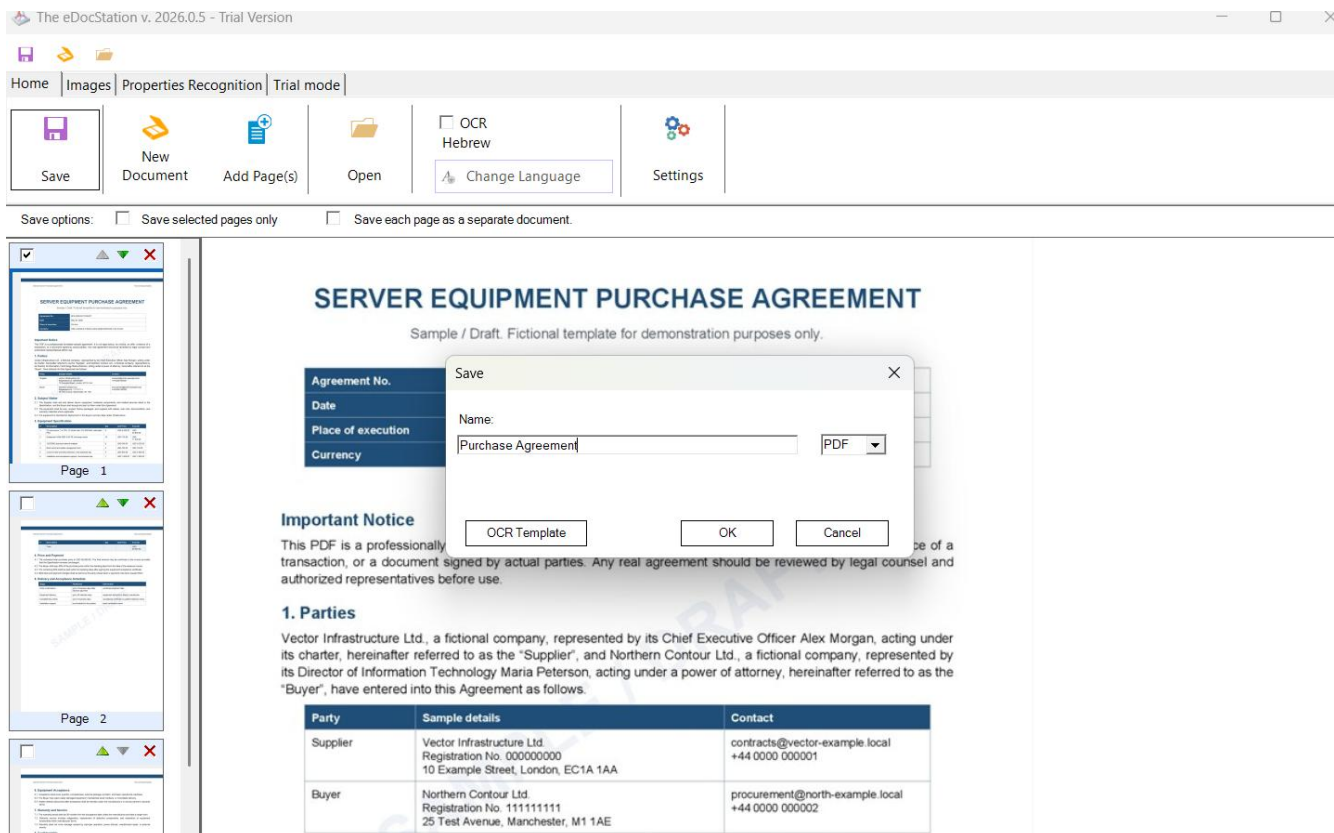 The eDocStation v. 2026.0.5 - Trial Version
Home Images Properties Recognition Trial mode
Save
New Document
Add Page(s)
Open
OCR
Hebrew
Change Language
Settings
Save options: Save selected pages only Save each page as a separate document.
SERVER EQUIPMENT PURCHASE AGREEMENT
Page 1
Page 2
SERVER EQUIPMENT PURCHASE AGREEMENT
Sample / Draft. Fictional template for demonstration purposes only.
Agreement No.
Date
Place of execution
Currency
Save
Name:
Purchase Agreement PDF
OCR Template OK Cancel
Important Notice
This PDF is a professionally ce of a
transaction, or a document signed by actual parties. Any real agreement should be reviewed by legal counsel and
authorized representatives before use.
1. Parties
Vector Infrastructure Ltd., a fictional company, represented by its Chief Executive Officer Alex Morgan, acting under
its charter, hereinafter referred to as the “Supplier”, and Northern Contour Ltd., a fictional company, represented by
its Director of Information Technology Maria Peterson, acting under a power of attorney, hereinafter referred to as the
“Buyer”, have entered into this Agreement as follows.
Party Sample details Contact
Supplier Vector Infrastructure Ltd. contracts@vector-example.local
Registration No. 000000000 +44 0000 000001
10 Example Street, London, EC1A 1AA
Buyer Northern Contour Ltd. procurement@north-example.local
Registration No. 111111111 +44 0000 000002
25 Test Avenue, Manchester, M1 1AE